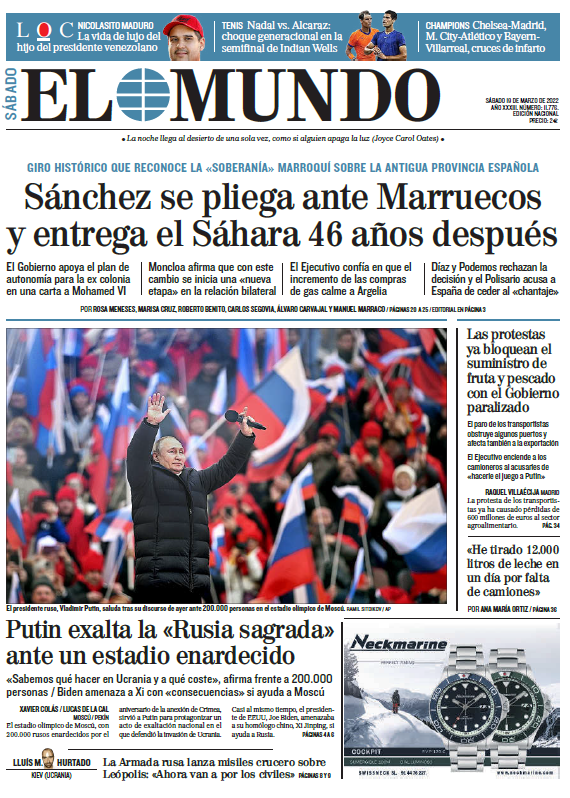 LOC
NICOLASITO MADURO
La vida de lujo del
hijo del presidente venezolano
TENIS Nadal vs. Alcaraz:
choque generacional en la
semifinal de Indian Wells
CHAMPIONS Chelsea-Madrid,
M. City-Atlético y Bayern-
Villarreal, cruces de infarto
SÁBADO
EL MUNDO
SÁBADO 19 DE MARZO DE 2022
AÑO XXXIII. NÚMERO: 11.776.
EDICIÓN NACIONAL
PRECIO: 2 €
• La noche llega al desierto de una sola vez, como si alguien apaga la luz (Joyce Carol Oates) •
GIRO HISTÓRICO QUE RECONOCE LA «SOBERANÍA» MARROQUÍ SOBRE LA ANTIGUA PROVINCIA ESPAÑOLA
Sánchez se pliega ante Marruecos
y entrega el Sáhara 46 años después
El Gobierno apoya el plan de
autonomía para la ex colonia
en una carta a Mohamed VI
Moncloa afirma que con este
cambio se inicia una «nueva
etapa» en la relación bilateral
El Ejecutivo confía en que el
incremento de las compras
de gas calme a Argelia
Díaz y Podemos rechazan la
decisión y el Polisario acusa a
España de ceder al «chantaje»
POR ROSA MENESES, MARISA CRUZ, ROBERTO BENITO, CARLOS SEGOVIA, ÁLVARO CARVAJAL Y MANUEL MARRACO / PÁGINAS 20 A 25 / EDITORIAL EN PÁGINA 3
El presidente ruso, Vladimir Putin, saluda tras su discurso de ayer ante 200.000 personas en el estadio olímpico de Moscú. RAMIL SITDIKOV / AP
Las protestas
ya bloquean el
suministro de
fruta y pescado
con el Gobierno
paralizado
El paro de los transportistas
obstruye algunos puertos y
afecta también a la exportación
El Ejecutivo enciende a los
camioneros al acusarles de
«hacerle el juego a Putin»
RAQUEL VILLAÉCIJA MADRID
La protesta de los transportis-
tas ya ha causado pérdidas de
600 millones de euros al sector
agroalimentario. PÁG. 34
«He tirado 12.000
litros de leche en
un día por falta
de camiones»
POR ANA MARÍA ORTIZ / PÁGINA 36
Putin exalta la «Rusia sagrada»
ante un estadio enardecido
«Sabemos qué hacer en Ucrania y a qué coste», afirma frente a 200.000
personas / Biden amenaza a Xi con «consecuencias» si ayuda a Moscú
XAVIER COLÁS / LUCAS DE LA CAL
MOSCÚ / PEKÍN
El estadio olímpico de Moscú, con
200.000 rusos enardecidos por el
aniversario de la anexión de Crimea,
sirvió a Putin para protagonizar un
acto de exaltación nacional en el
que defendió la invasión de Ucrania.
Casi al mismo tiempo, el presiden-
te de EEUU, Joe Biden, amenazaba
a su homólogo chino, Xi Jinping, si
ayuda a Rusia. PÁGINAS 4 A 6
LLUÍS M. HURTADO
KIEV (UCRANIA)
La Armada rusa lanza misiles crucero sobre
Leópolis: «Ahora van a por los civiles» PÁGINAS 8 Y 9
Neckmarine
COCKPIT
www.neckmarine.com